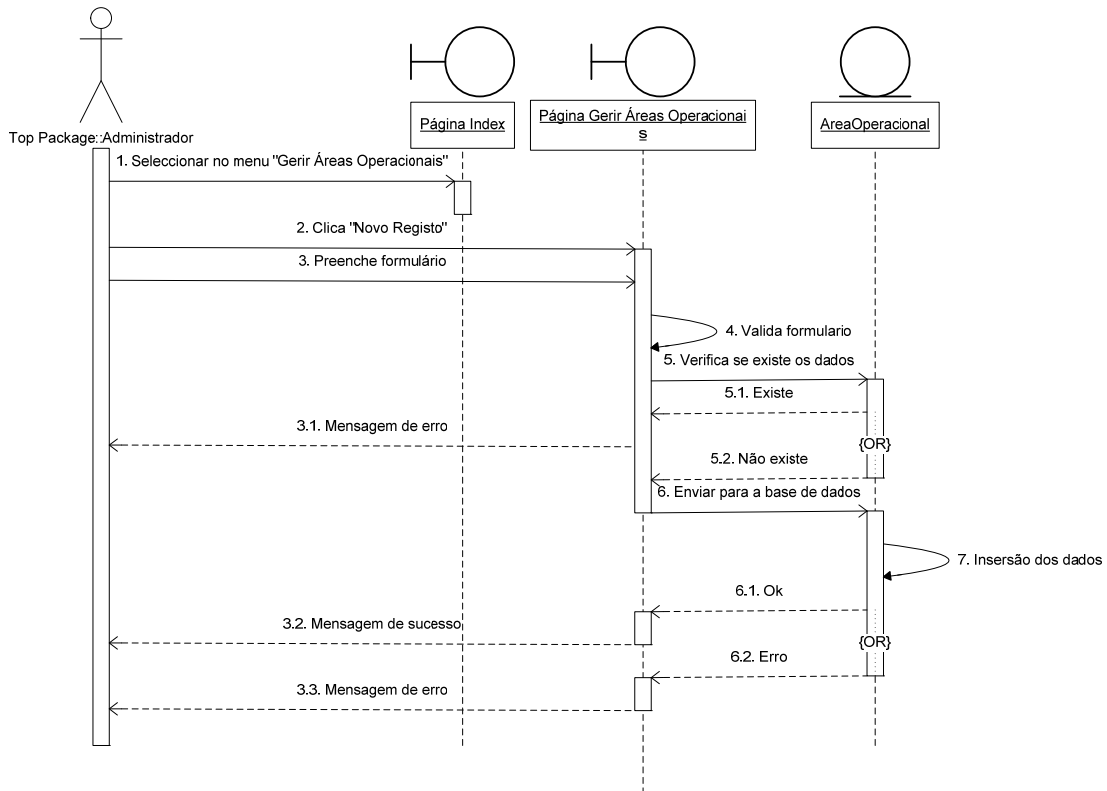 Página Index
Página Gerir Áreas Operacionai
s
AreaOperacional
Top Package::Administrador
1. Seleccionar no menu "Gerir Áreas Operacionais"
2. Clica "Novo Registo"
3. Preenche formulário
4. Valida formulario
5. Verifica se existe os dados
5.1. Existe
3.1. Mensagem de erro
{OR}
5.2. Não existe
6. Enviar para a base de dados
7. Insersão dos dados
6.1. Ok
3.2. Mensagem de sucesso
{OR}
6.2. Erro
3.3. Mensagem de erro